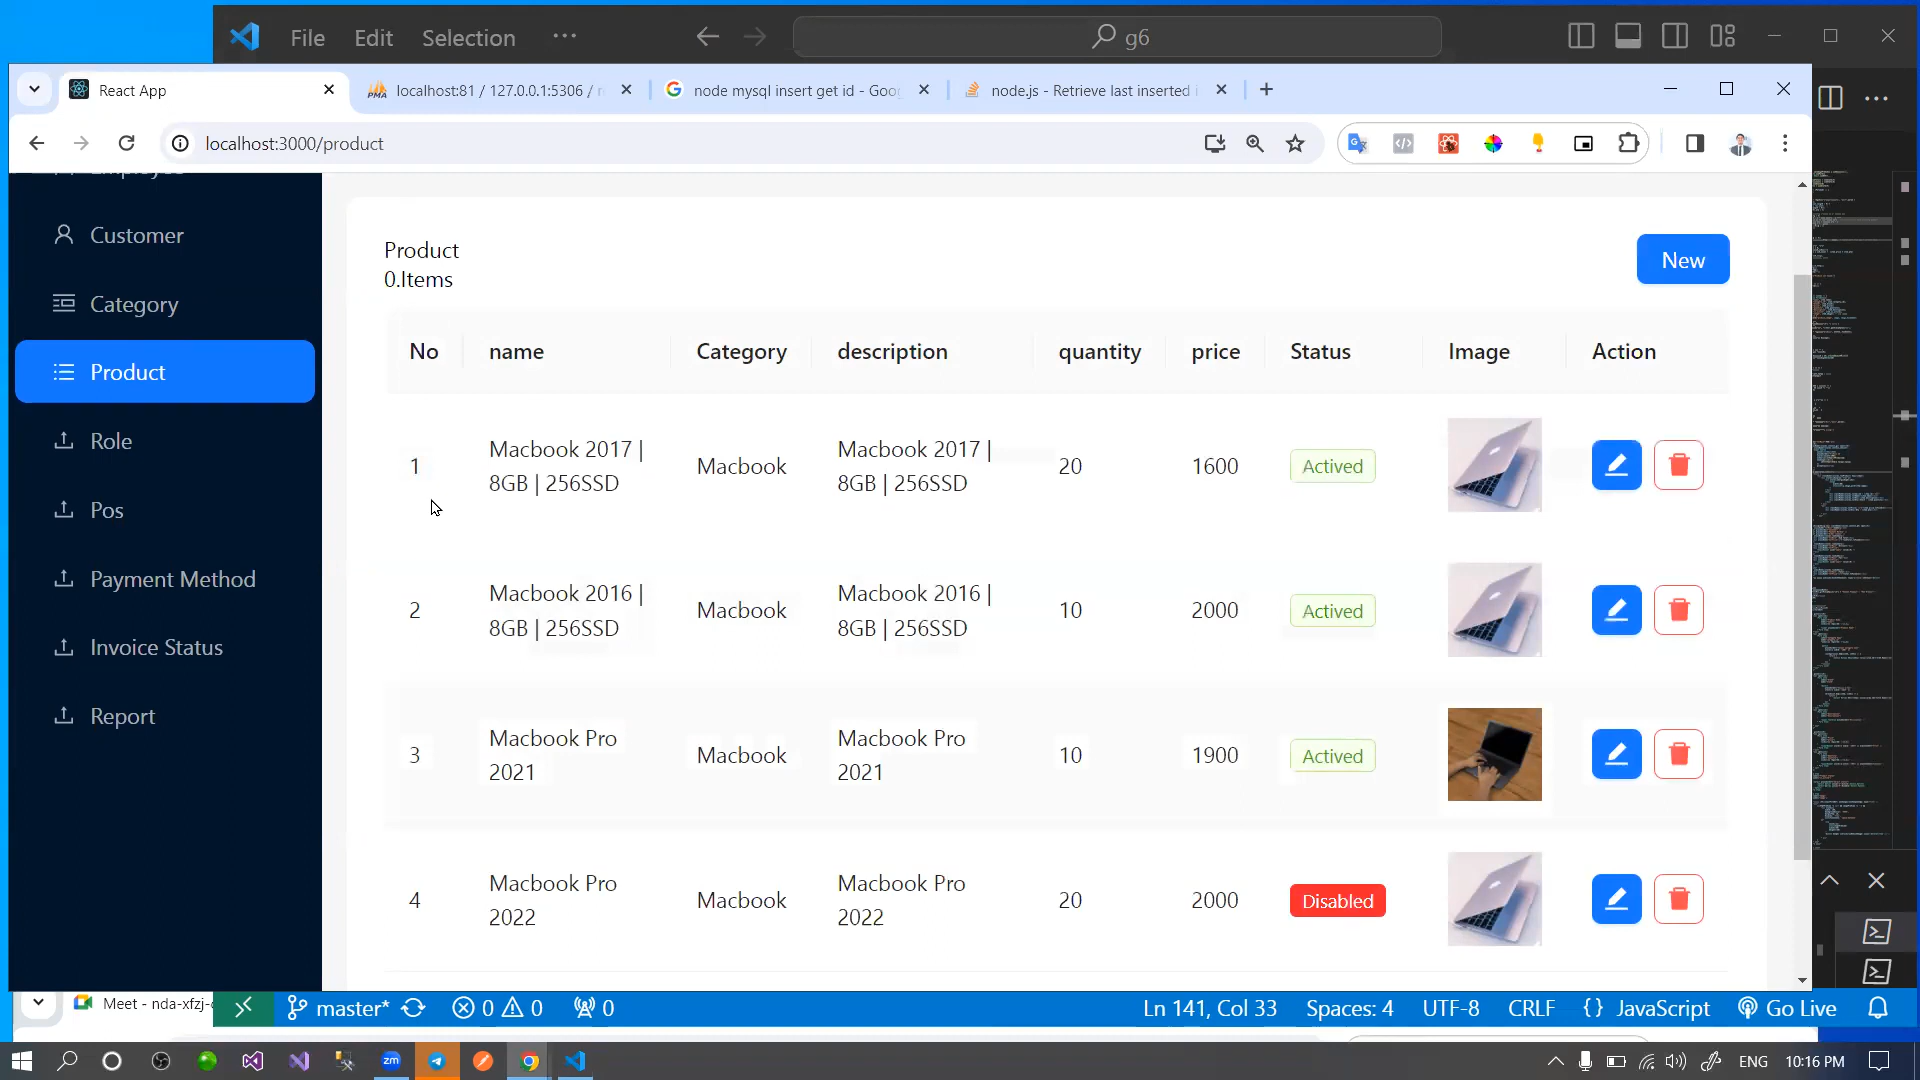 File Edit Selection ··· g6
React App
localhost:81 / 127.0.0.1:5306 / r
node mysql insert get id - Goo
node.js - Retrieve last inserted i
localhost:3000/product
Customer
Category
Product
Role
Pos
Payment Method
Invoice Status
Report
Product
0.Items
New
No name Category description quantity price Status Image Action
1 Macbook 2017 | Macbook Macbook 2017 | 20 1600 Actived
8GB | 256SSD 8GB | 256SSD
2 Macbook 2016 | Macbook Macbook 2016 | 10 2000 Actived
8GB | 256SSD 8GB | 256SSD
3 Macbook Pro Macbook Macbook Pro 10 1900 Actived
2021 2021
4 Macbook Pro Macbook Macbook Pro 20 2000 Disabled
2022 2022
Meet - nda-xfzj-
master* 0 0 0 Ln 141, Col 33 Spaces: 4 UTF-8 CRLF {} JavaScript Go Live
zm ENG 10:16 PM